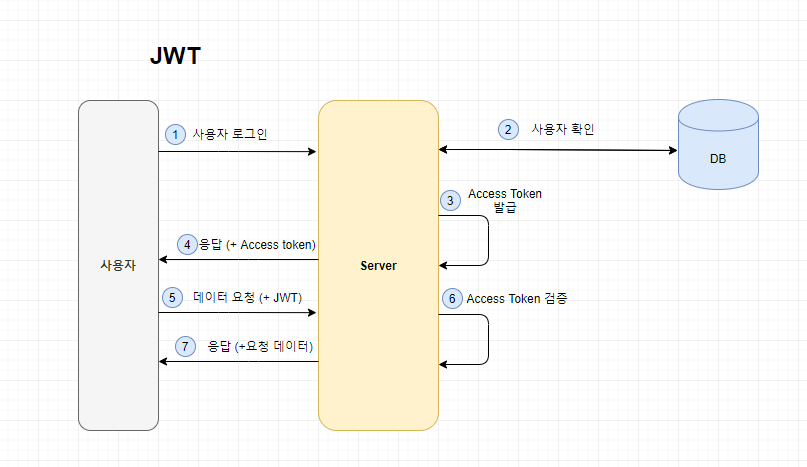 JWT
1 사용자 로그인
2 사용자 확인
DB
3 Access Token
발급
4 응답 (+ Access token)
사용자
Server
5 데이터 요청 (+ JWT)
6 Access Token 검증
7 응답 (+요청 데이터)